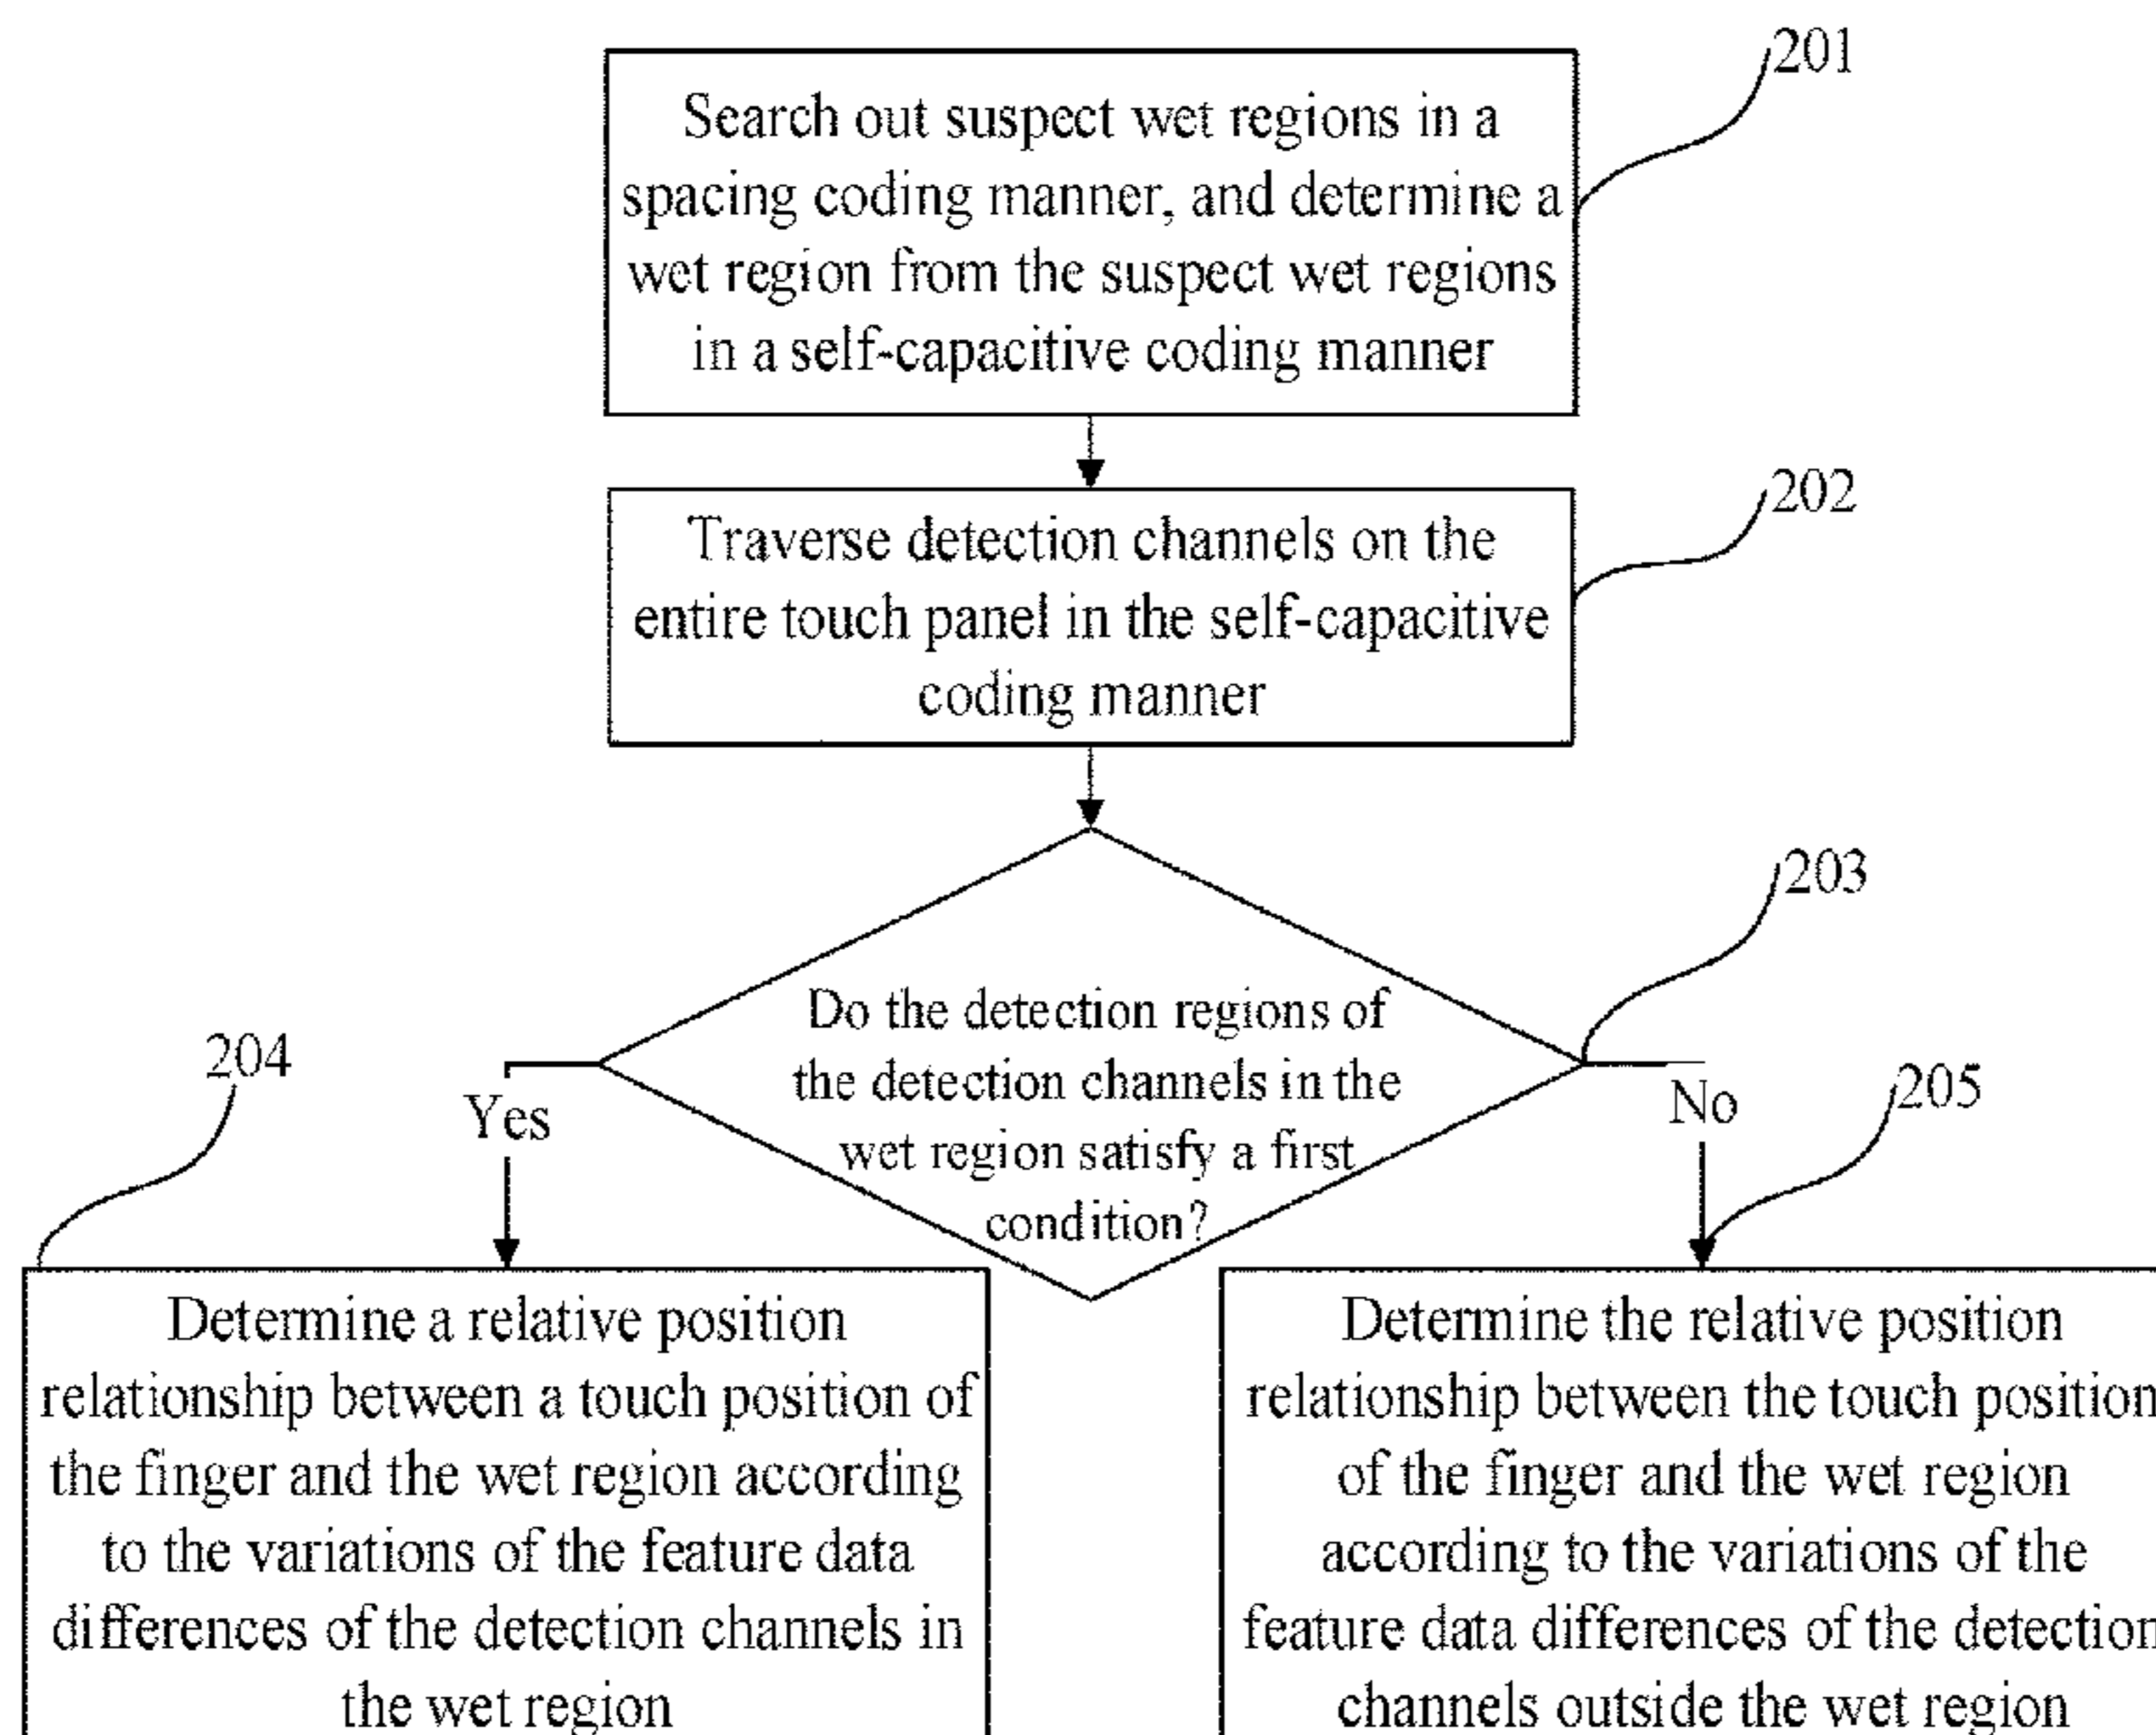 201
Search out suspect wet regions in a
spacing coding manner, and determine a
wet region from the suspect wet regions
in a self-capacitive coding manner
202
Traverse detection channels on the
entire touch panel in the self-capacitive
coding manner
203
Do the detection regions of
the detection channels in the
wet region satisfy a first
condition?
204
Yes
No
205
Determine a relative position
relationship between a touch position of
the finger and the wet region according
to the variations of the feature data
differences of the detection channels in
the wet region
Determine the relative position
relationship between the touch position
of the finger and the wet region
according to the variations of the
feature data differences of the detection
channels outside the wet region